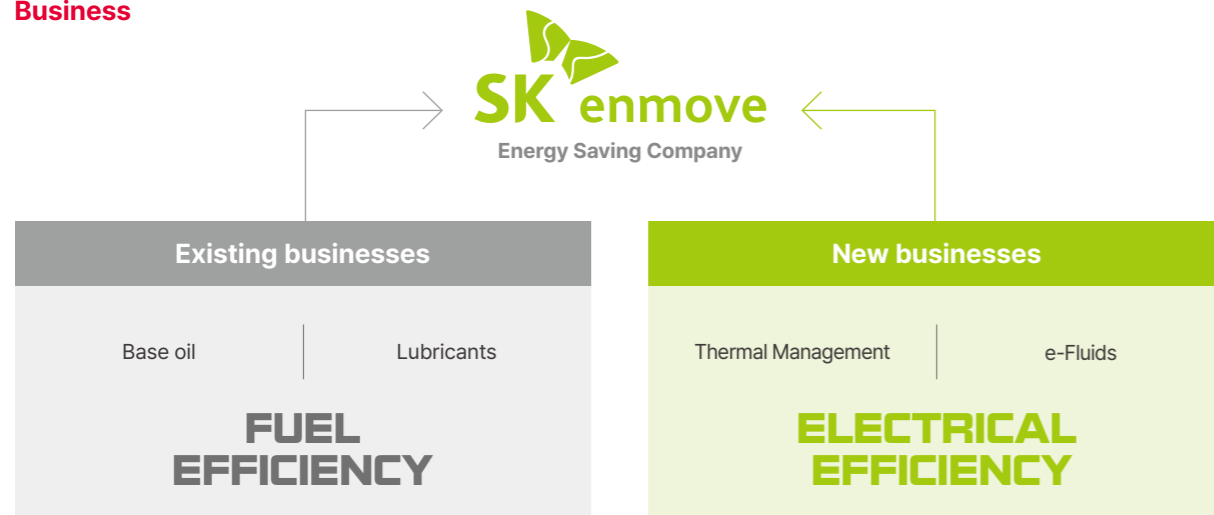 Business
SK enmove
Energy Saving Company
Existing businesses
Base oil
Lubricants
FUEL
EFFICIENCY
New businesses
Thermal Management
e-Fluids
ELECTRICAL
EFFICIENCY